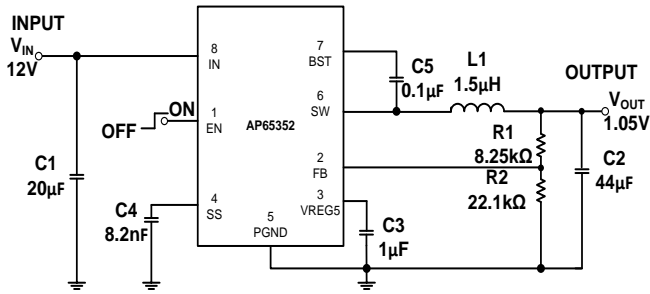 INPUT
VIN
12V
C1
20μF
OFF
ON
8
IN
1
EN
4
SS
C4
8.2nF
AP65352
5
PGND
7
BST
6
SW
2
FB
3
VREG5
C5
0.1μF
L1
1.5μH
C3
1μF
R1
8.25kΩ
R2
22.1kΩ
OUTPUT
VOUT
1.05V
C2
44μF